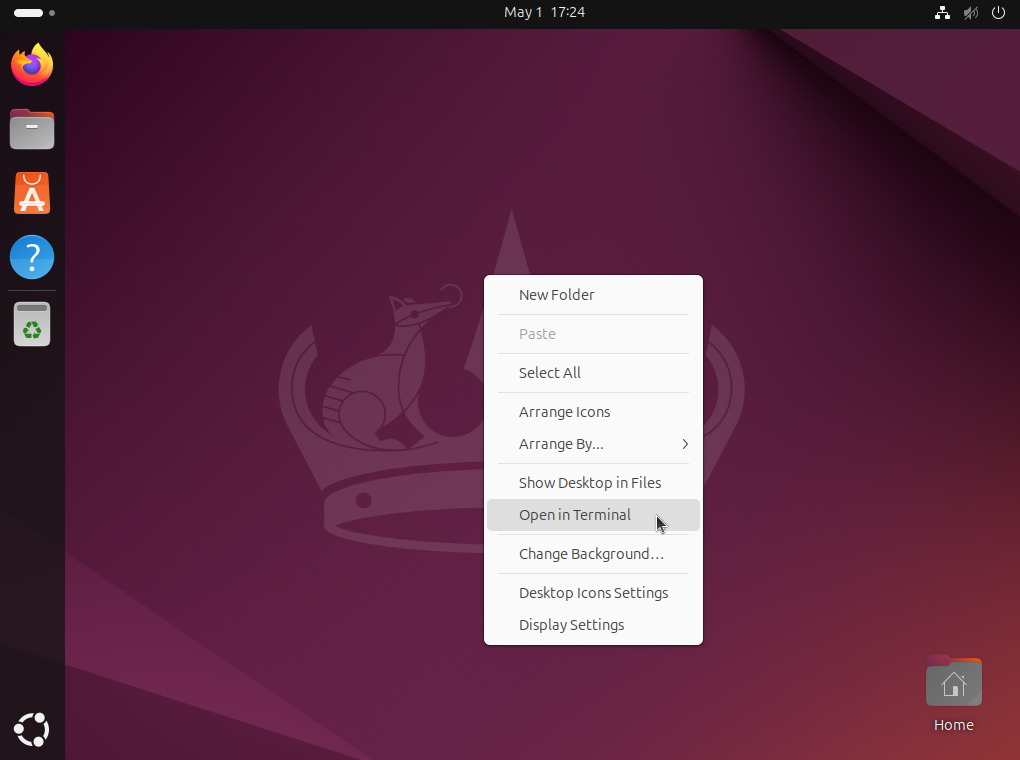 May 1 17:24
New Folder
Paste
Select All
Arrange Icons
Arrange By...
Show Desktop in Files
Open in Terminal
Change Background…
Desktop Icons Settings
Display Settings
Home